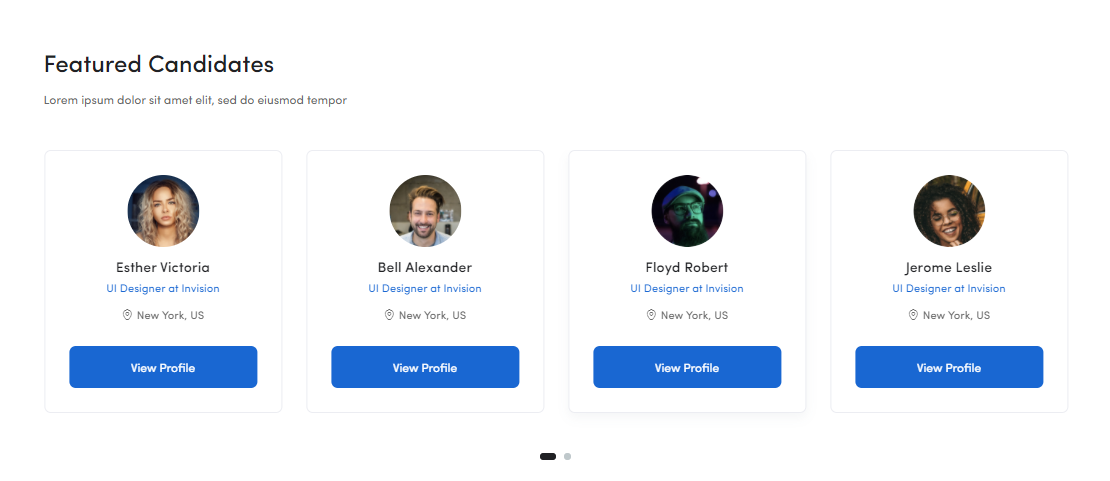 Featured Candidates
Lorem ipsum dolor sit amet elit, sed do eiusmod tempor
Esther Victoria
UI Designer at Invision
New York, US
View Profile
Bell Alexander
UI Designer at Invision
New York, US
View Profile
Floyd Robert
UI Designer at Invision
New York, US
View Profile
Jerome Leslie
UI Designer at Invision
New York, US
View Profile